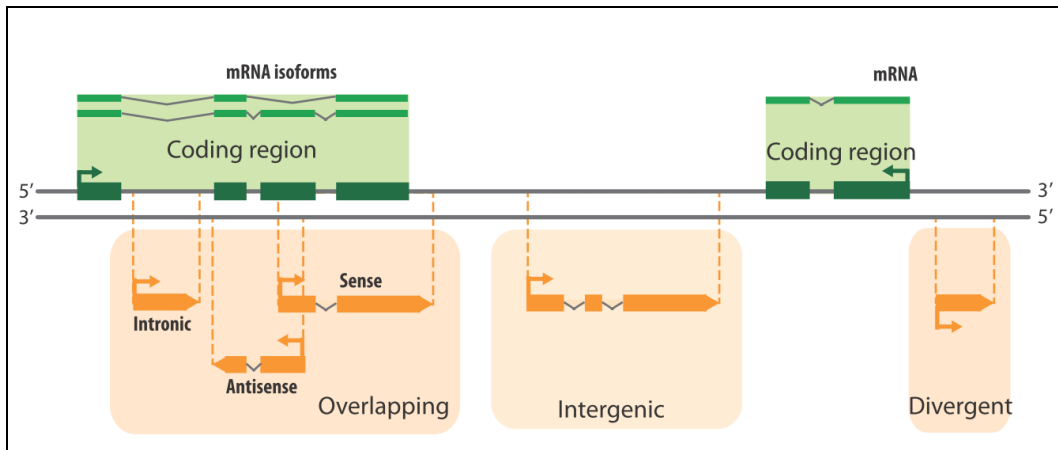 mRNA isoforms
mRNA
Coding region
Coding region
5′
3′
3′
5′
Sense
Intronic
Antisense
Overlapping
Intergenic
Divergent